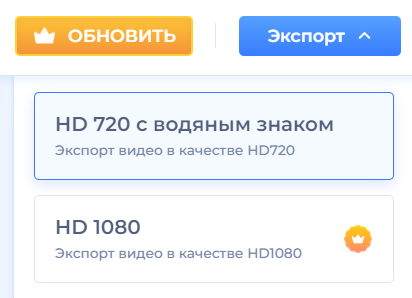 ОБНОВИТЬ
Экспорт
HD 720 с водяным знаком
Экспорт видео в качестве HD720
HD 1080
Экспорт видео в качестве HD1080